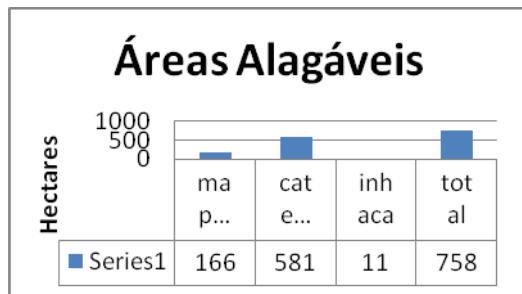 Áreas Alagáveis
Hectares
1000
500
0
ma
p...
cat
e...
inh
aca
tot
al
Series1 166 581 11 758